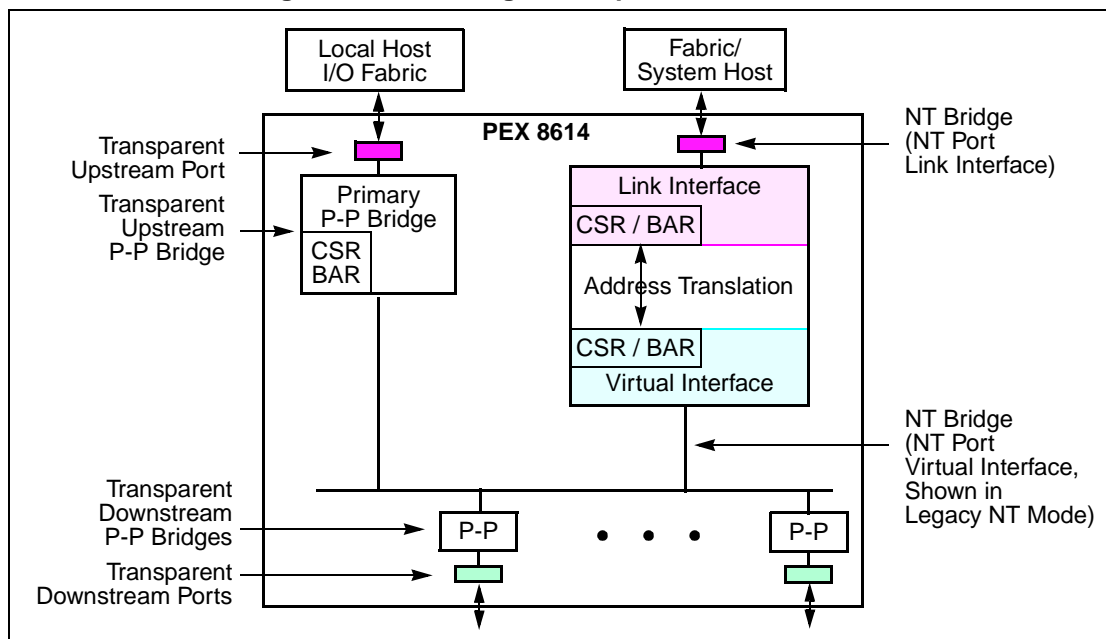 Local Host
I/O Fabric
Fabric/
System Host
PEX 8614
Transparent
Upstream Port
NT Bridge
(NT Port
Link Interface)
Transparent
Upstream
P-P Bridge
Primary
P-P Bridge
CSR
BAR
Link Interface
CSR / BAR
Address Translation
CSR / BAR
Virtual Interface
NT Bridge
(NT Port
Virtual Interface,
Shown in
Legacy NT Mode)
Transparent
Downstream
P-P Bridges
P-P
P-P
Transparent
Downstream Ports